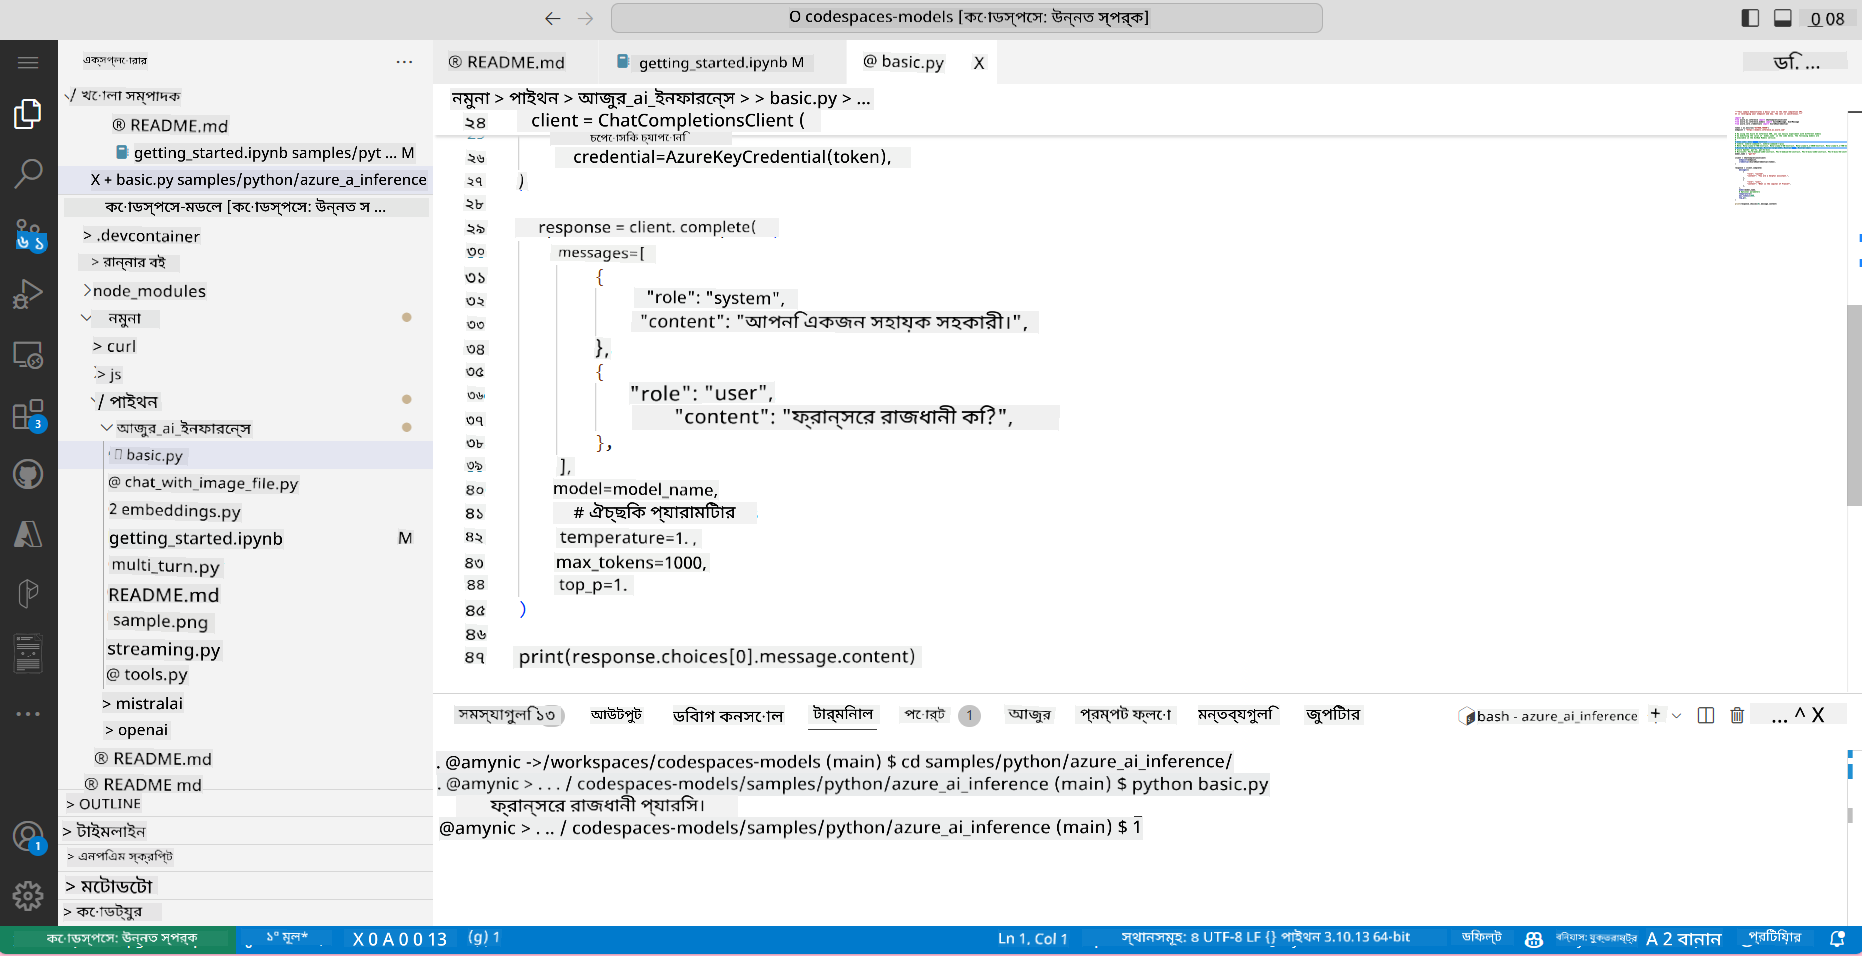 O codespaces-models [কোডস্পেসে: উন্নত স্পর্ক]
0 08
এক্সপ্লোরার
...
® README.md
getting_started.ipynb M
@ basic.py X
ডি. ...
√ খোলা সম্পাদক
® README.md
getting_started.ipynb samples/pyt ... M
X + basic.py samples/python/azure_a_inference
কোডস্পেসে-মডেল [কোডস্পেসে: উন্নত স ...
> .devcontainer
> রান্নার বই
>node_modules
নমুনা
> curl
> js
/ পাইথন
আজুর_ai_ইনফারেন্সে
basic.py
@ chat_with_image_file.py
2 embeddings.py
getting_started.ipynb M
multi_turn.py
README.md
sample.png
streaming.py
@ tools.py
> mistralai
> openai
® README.md
® README md
> OUTLINE
> টাইমলাইন
> এনপিএম স্ক্রিপ্ট
> মটোডেটো
> কোডটিযুর
৬ ১
3
1
নমুনা > পাইথন > আজুর_ai_ইনফারেন্সে > > basic.py > ...
২৪ client = ChatCompletionsClient (
২৬ credential=AzureKeyCredential(token),
২৭ )
২৮
২৯ response = client. complete(
৩০ messages=[
৩১ {
৩২ "role": "system",
৩৩ "content": "আপনি একজন সহায়ক সহকারী।",
৩৪ },
৩৫ {
৩৬ "role": "user",
৩৭ "content": "ফ্রান্সের রাজধানী কি?",
৩৮ },
৩৯ ],
৪০ model=model_name,
৪১ # ঐচ্ছিক প্যারামিটার
৪২ temperature=1. ,
৪৩ max_tokens=1000,
৪৪ top_p=1.
৪৫ )
৪৬
৪৭ print(response.choices[0].message.content)
সমস্যাগুলি ১৩ আউটপুট ডিবাগ কনসোল টার্মিনাল পোর্ট 1 আজুর প্রম্পট ফ্লো মন্তব্যগুলি জুপিটার bash - azure_ai_inference + ... ^ X
. @amynic ->/workspaces/codespaces-models (main) $ cd samples/python/azure_ai_inference/
. @amynic > . . . / codespaces-models/samples/python/azure_ai_inference (main) $ python basic.py
ফ্রান্সের রাজধানী প্যারিস।
@amynic > . .. / codespaces-models/samples/python/azure_ai_inference (main) $ 1
কোডস্পেসে: উন্নত স্পর্ক ১° মূল* X 0 A 0 0 13 (g) 1 Ln 1, Col 1 স্থানসমূহ: ৪ UTF-8 LF {} পাইথন 3.10.13 64-bit ডিফল্ট বিন্যাস: যুক্তরাষ্ট্র A 2 বানান প্রেটিয়ার